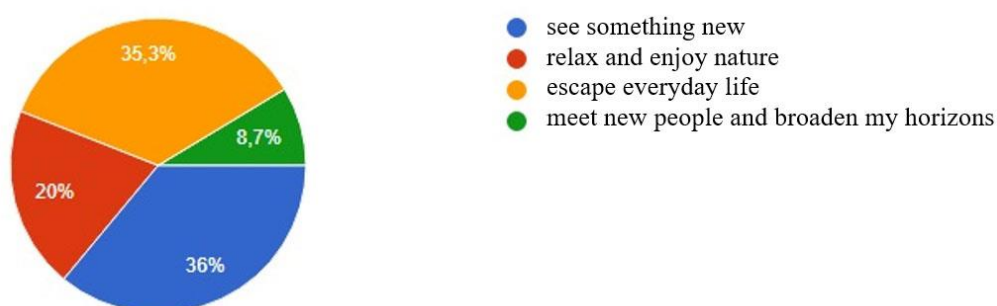 35,3%
8,7%
20%
36%
see something new
relax and enjoy nature
escape everyday life
meet new people and broaden my horizons